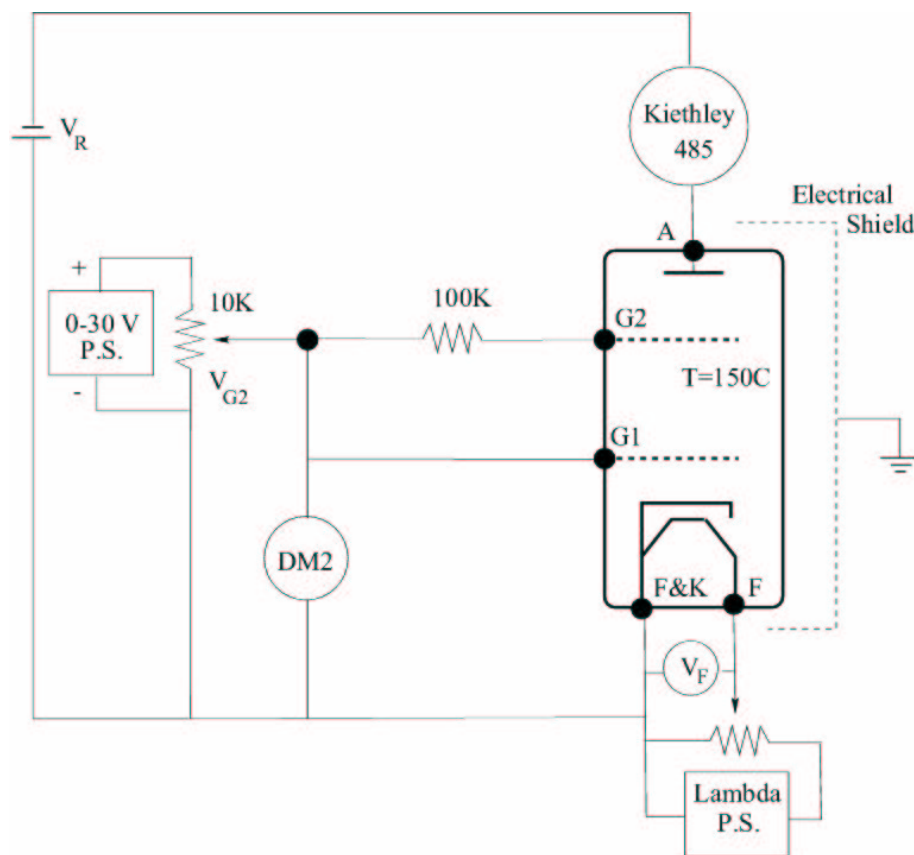 Kiethley
485
V_R
Electrical
Shield
A
+
0-30 V
P.S.
-
10K
V_G2
100K
G2
T=150C
G1
DM2
F&K
F
V_F
Lambda
P.S.